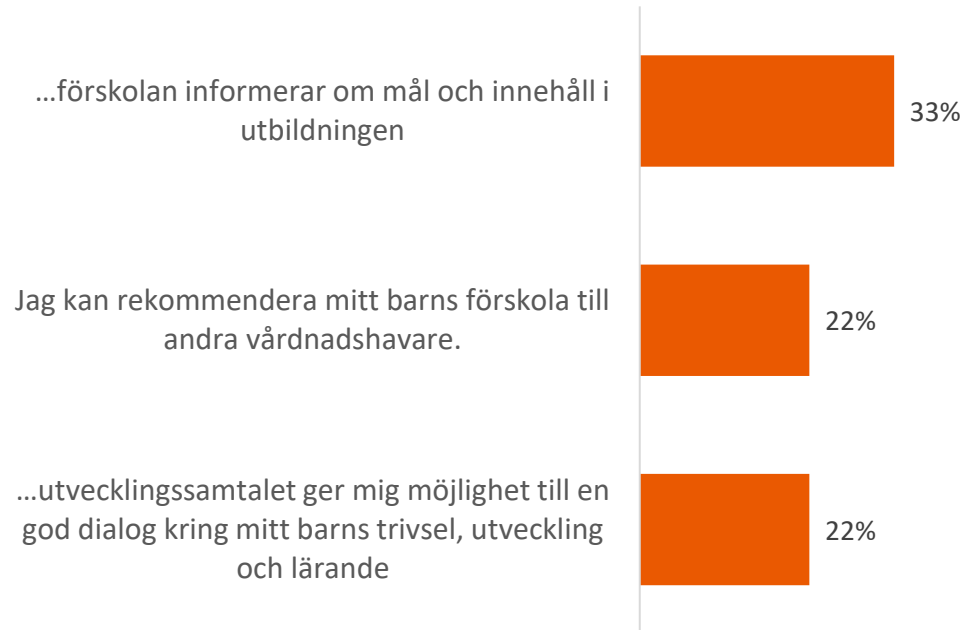 ...förskolan informerar om mål och innehåll i
utbildningen
33%
Jag kan rekommendera mitt barns förskola till
andra vårdnadshavare.
22%
...utvecklingssamtalet ger mig möjlighet till en
god dialog kring mitt barns trivsel, utveckling
och lärande
22%